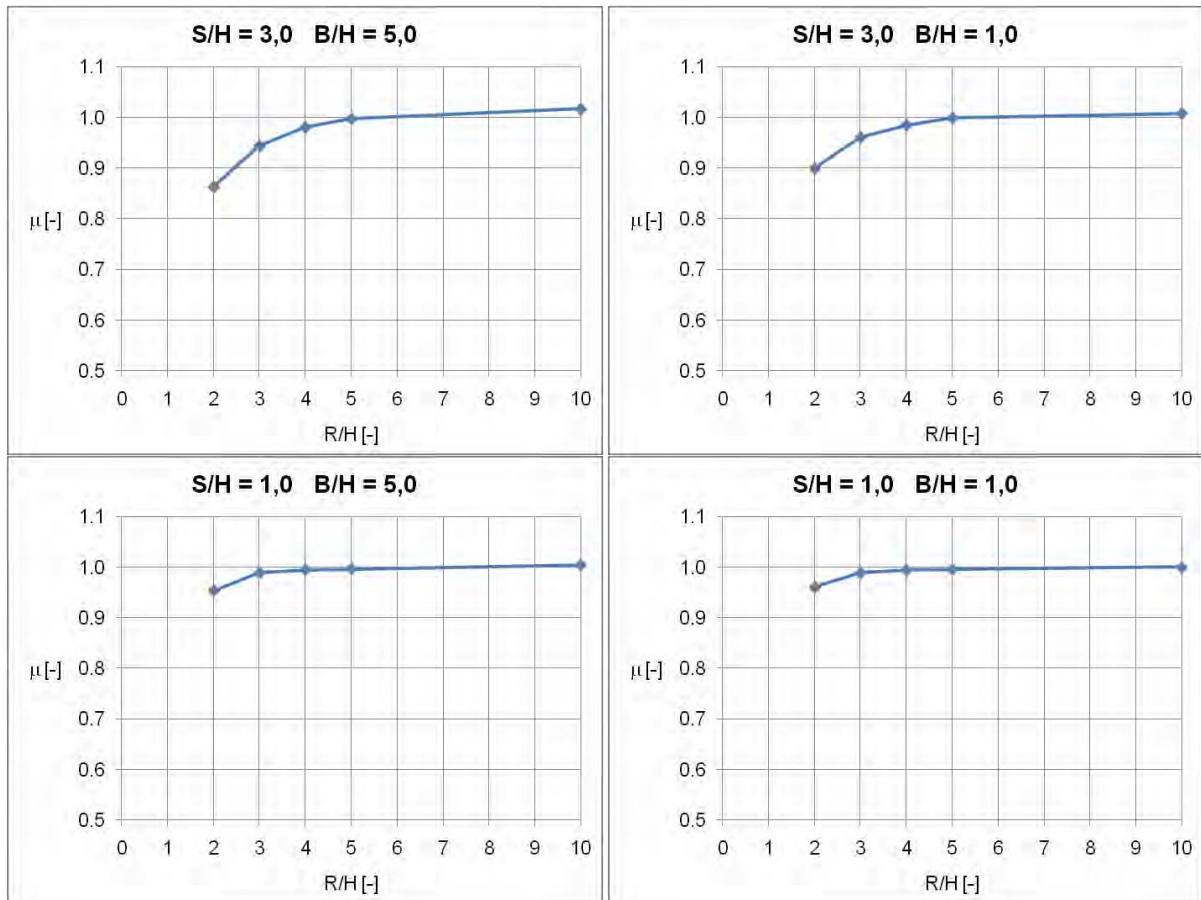 S/H = 3,0 B/H = 5,0
1.1
1.0
0.9
0.8
0.7
0.6
0.5
μ [-]
0 1 2 3 4 5 6 7 8 9 10
R/H [-]
S/H = 3,0 B/H = 1,0
1.1
1.0
0.9
0.8
0.7
0.6
0.5
μ [-]
0 1 2 3 4 5 6 7 8 9 10
R/H [-]
S/H = 1,0 B/H = 5,0
1.1
1.0
0.9
0.8
0.7
0.6
0.5
μ [-]
0 1 2 3 4 5 6 7 8 9 10
R/H [-]
S/H = 1,0 B/H = 1,0
1.1
1.0
0.9
0.8
0.7
0.6
0.5
μ [-]
0 1 2 3 4 5 6 7 8 9 10
R/H [-]